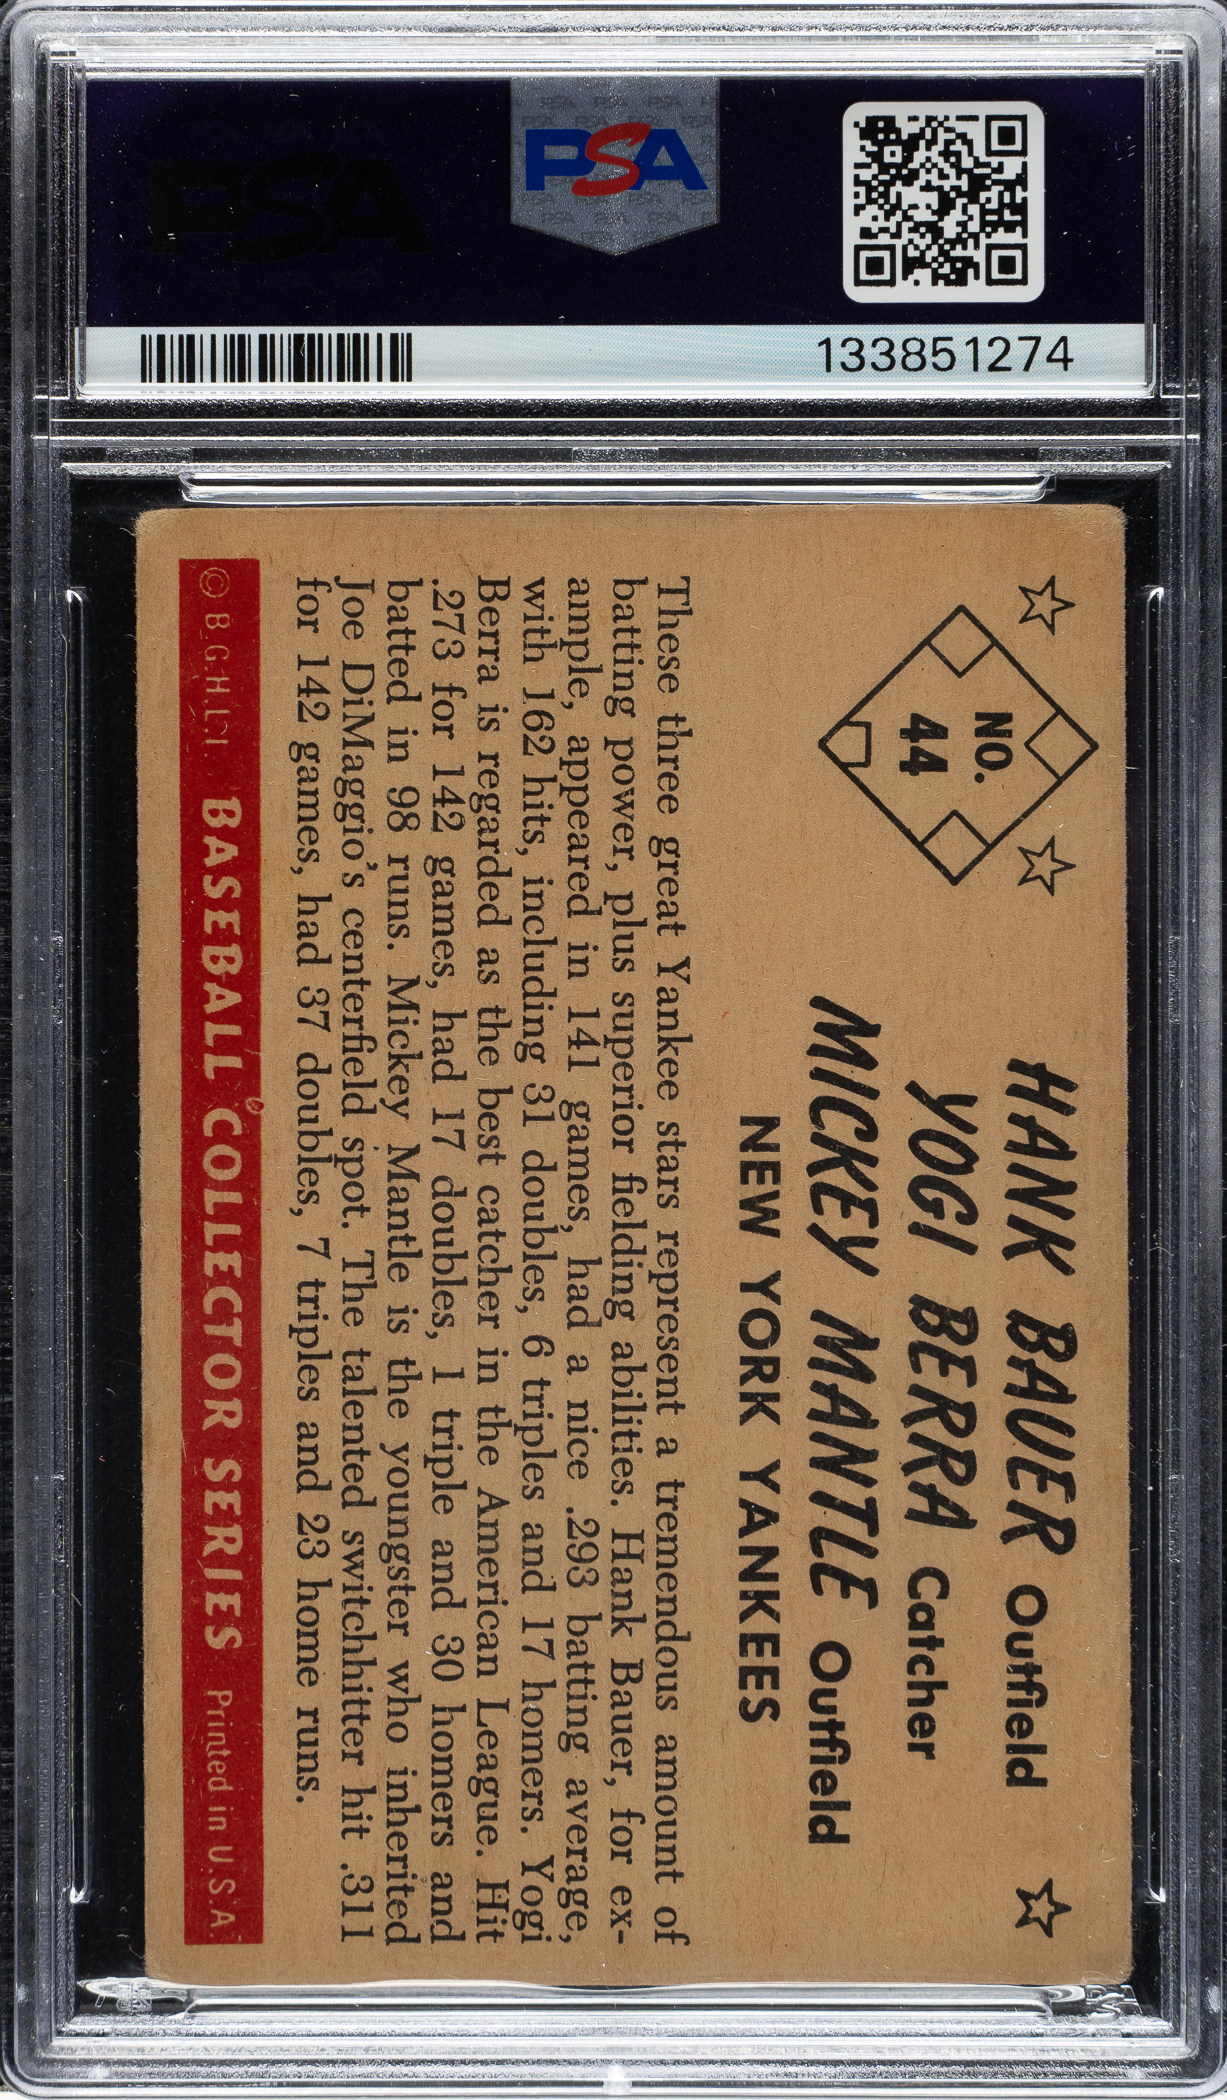 PSA
133851274
NO.
44
HANK BAUER Outfield
YOGI BERRA Catcher
MICKEY MANTLE Outfield
NEW YORK YANKEES
These three great Yankee stars represent a tremendous amount of
batting power, plus superior fielding abilities. Hank Bauer, for ex-
ample, appeared in 141 games, had a nice .293 batting average,
with 162 hits, including 31 doubles, 6 triples and 17 homers. Yogi
Berra is regarded as the best catcher in the American League. Hit
.273 for 142 games, had 17 doubles, 1 triple and 30 homers and
batted in 98 runs. Mickey Mantle is the youngster who inherited
Joe DiMaggio's centerfield spot. The talented switchhitter hit .311
for 142 games, had 37 doubles, 7 triples and 23 home runs.
© B.G.H.L.I. BASEBALL COLLECTOR SERIES Printed in U.S.A.